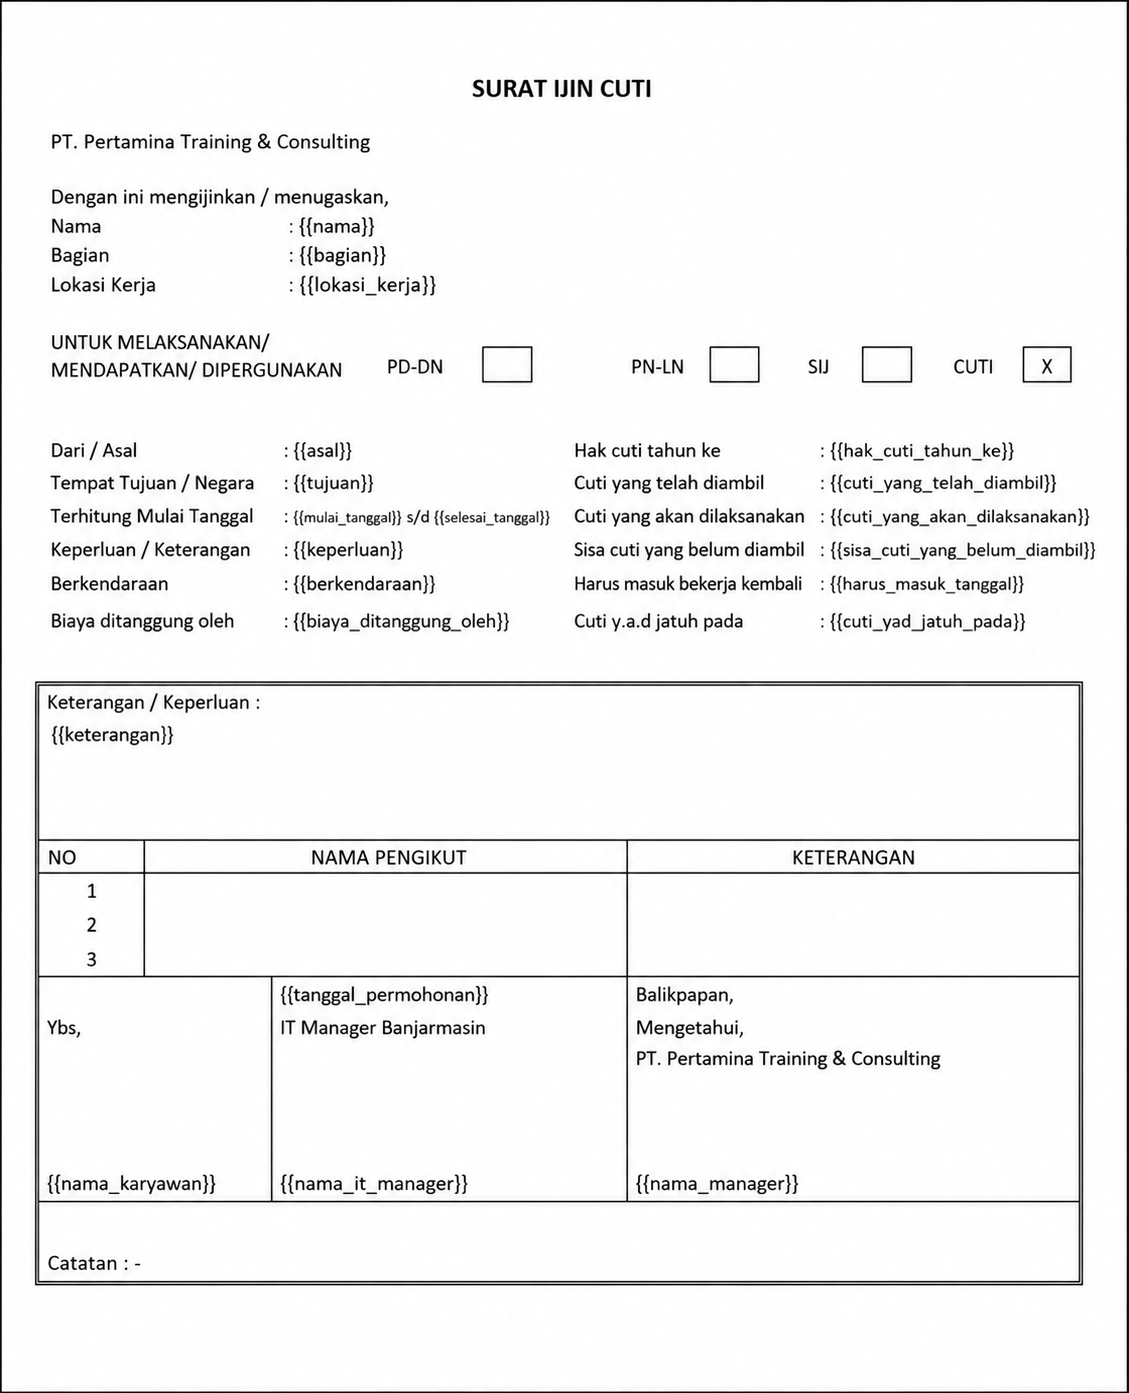 SURAT IJIN CUTI
PT. Pertamina Training & Consulting
Dengan ini mengijinkan / menugaskan,
Nama : {{nama}}
Bagian : {{bagian}}
Lokasi Kerja : {{lokasi_kerja}}
UNTUK MELAKSANAKAN/
MENDAPATKAN/ DIPERGUNAKAN PD-DN PN-LN SIJ CUTI X
Dari / Asal : {{asal}} Hak cuti tahun ke : {{hak_cuti_tahun_ke}}
Tempat Tujuan / Negara : {{tujuan}} Cuti yang telah diambil : {{cuti_yang_telah_diambil}}
Terhitung Mulai Tanggal : {{mulai_tanggal}} s/d {{selesai_tanggal}} Cuti yang akan dilaksanakan : {{cuti_yang_akan_dilaksanakan}}
Keperluan / Keterangan : {{keperluan}} Sisa cuti yang belum diambil : {{sisa_cuti_yang_belum_diambil}}
Berkendaraan : {{berkendaraan}} Harus masuk bekerja kembali : {{harus_masuk_tanggal}}
Biaya ditanggung oleh : {{biaya_ditanggung_oleh}} Cuti y.a.d jatuh pada : {{cuti_yad_jatuh_pada}}
Keterangan / Keperluan :
{{keterangan}}
NO NAMA PENGIKUT KETERANGAN
1
2
3
{{tanggal_permohonan}} Balikpapan,
Ybs, IT Manager Banjarmasin Mengetahui,
PT. Pertamina Training & Consulting
{{nama_karyawan}} {{nama_it_manager}} {{nama_manager}}
Catatan : -